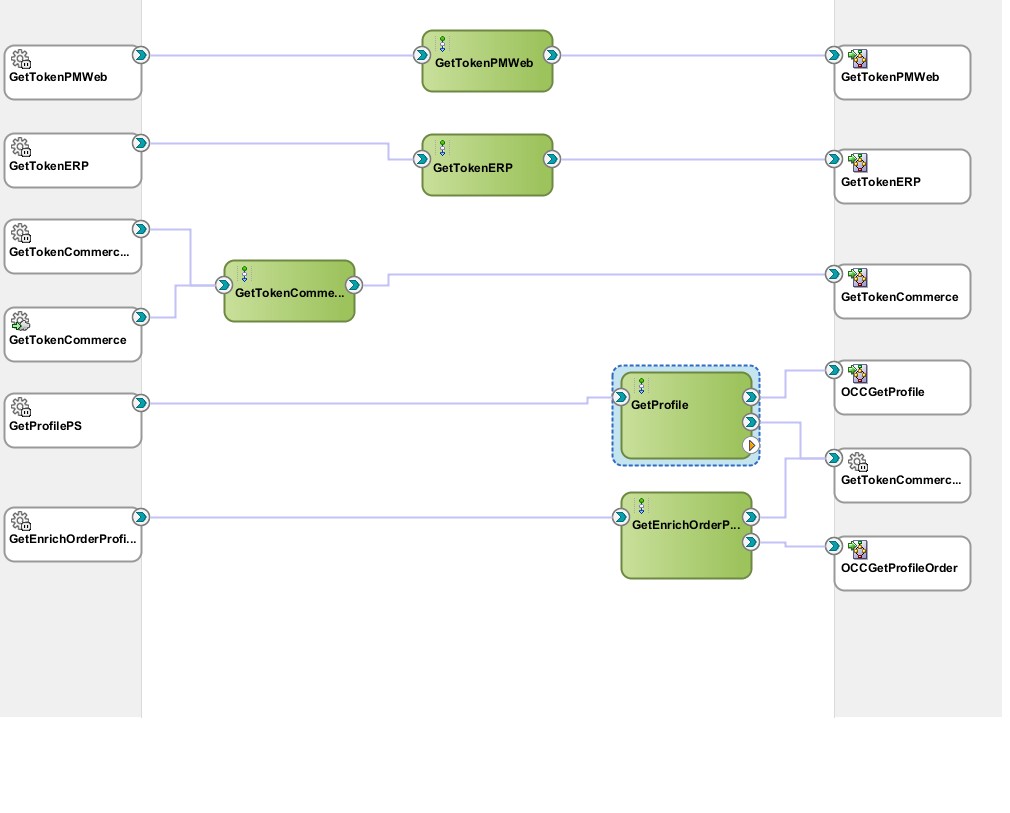 GetTokenPMWeb
GetTokenPMWeb
GetTokenPMWeb
GetTokenERP
GetTokenERP
GetTokenERP
GetTokenCommerc...
GetTokenComme...
GetTokenCommerce
GetTokenCommerce
GetProfilePS
GetProfile
OCCGetProfile
GetTokenCommerc...
GetEnrichOrderProfi...
GetEnrichOrderP...
OCCGetProfileOrder